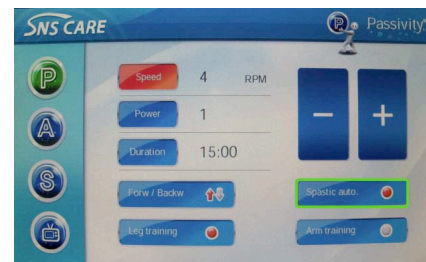 SNS CARE
P Passivity
P
Speed 4 RPM
A
Power 1
Duration 15:00
S
Forw / Backw
Spastic auto.
Leg training
Arm training